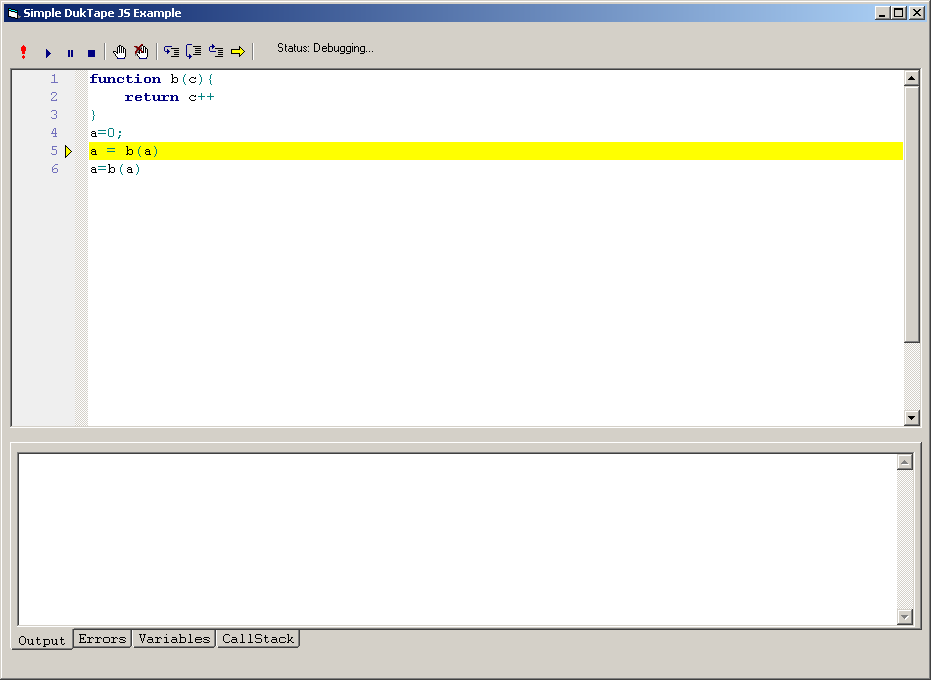 Simple DukTape JS Example
Status: Debugging...
1 function b(c){
2     return c++
3 }
4 a=0;
5 a = b(a)
6 a=b(a)
Output Errors Variables CallStack